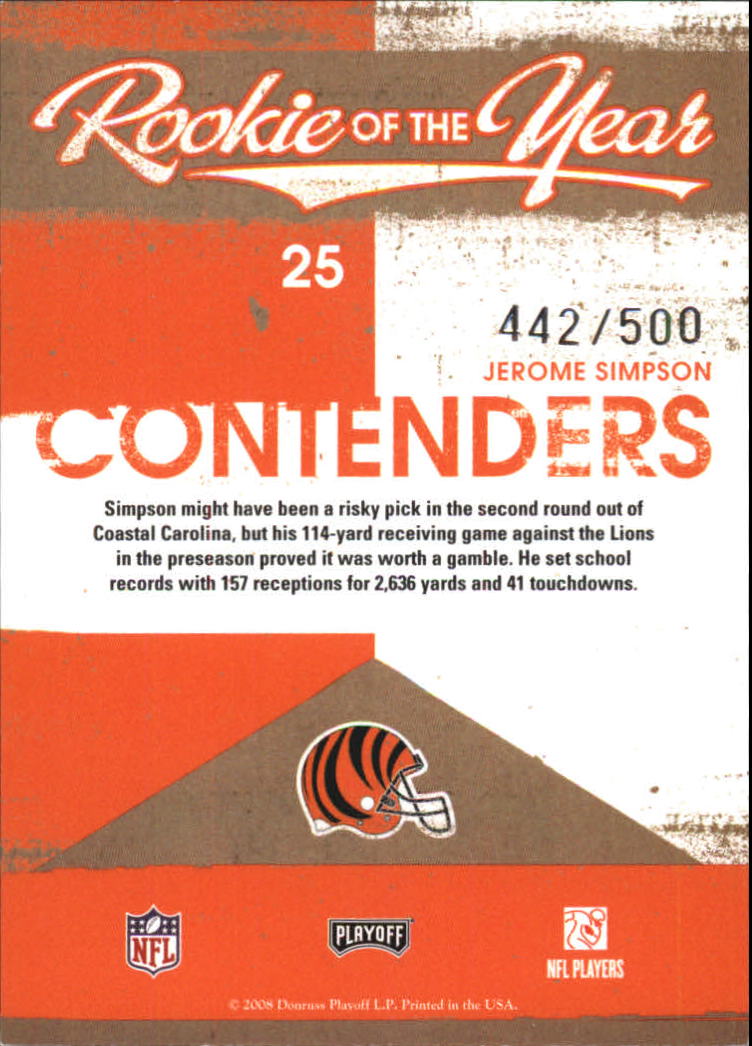 Rookie OF THE Year
25
442/500
JEROME SIMPSON
CONTENDERS
Simpson might have been a risky pick in the second round out of
Coastal Carolina, but his 114-yard receiving game against the Lions
in the preseason proved it was worth a gamble. He set school
records with 157 receptions for 2,636 yards and 41 touchdowns.
NFL
PLAYOFF
NFL PLAYERS
© 2008 Donruss Playoff L.P. Printed in the USA.